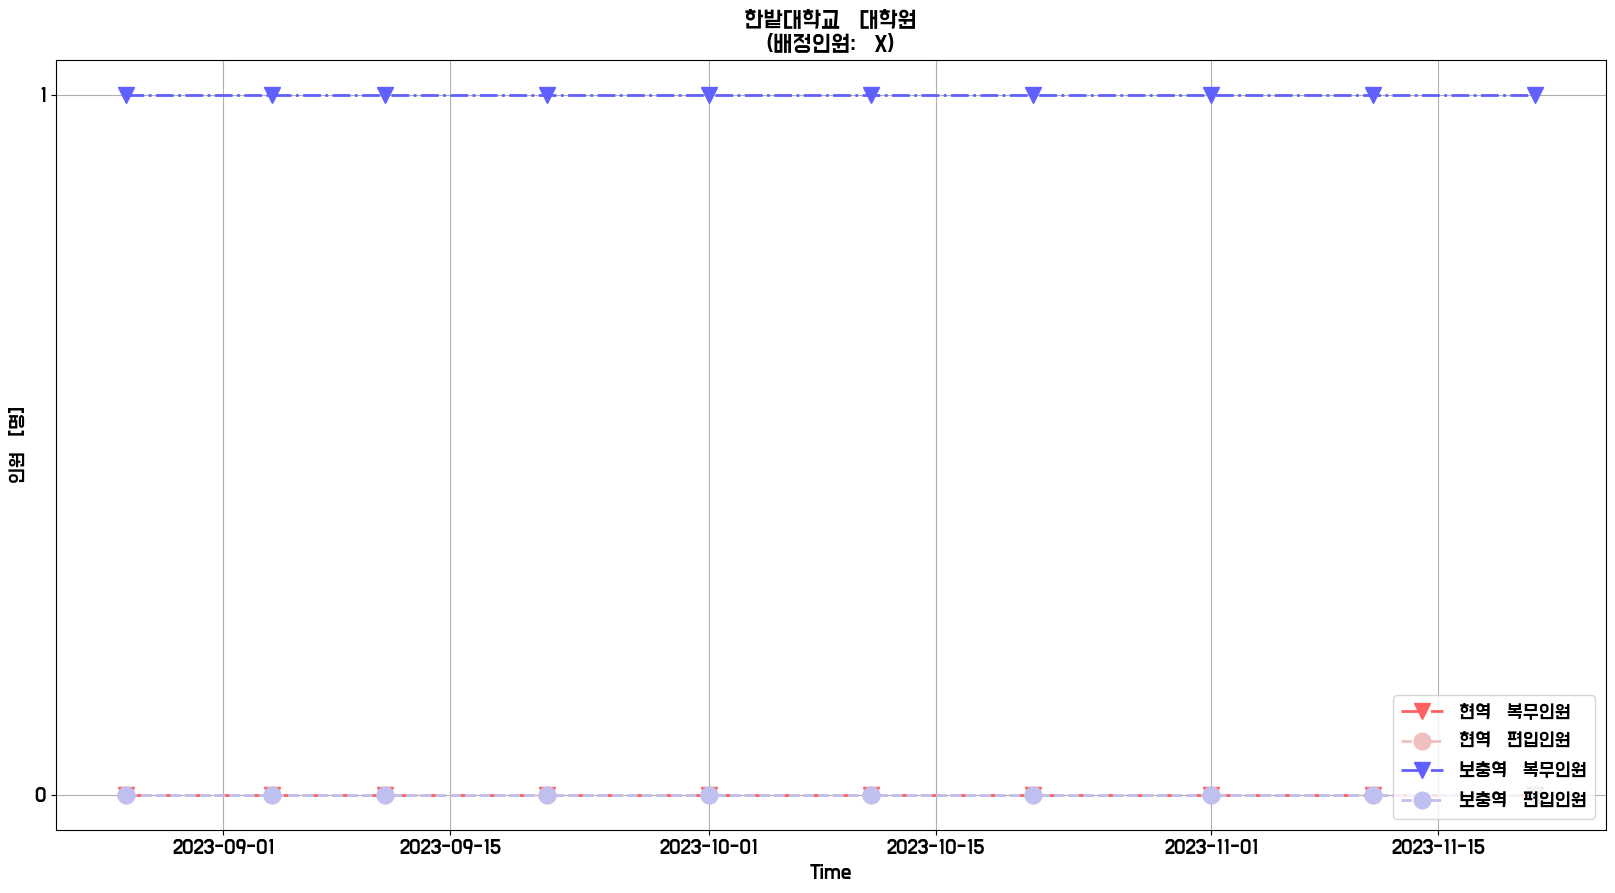 한밭대학교 대학원
(배정인원: X)
인원 [명]
1
0
현역 복무인원
현역 편입인원
보충역 복무인원
보충역 편입인원
2023-09-01 2023-09-15 2023-10-01 2023-10-15 2023-11-01 2023-11-15
Time